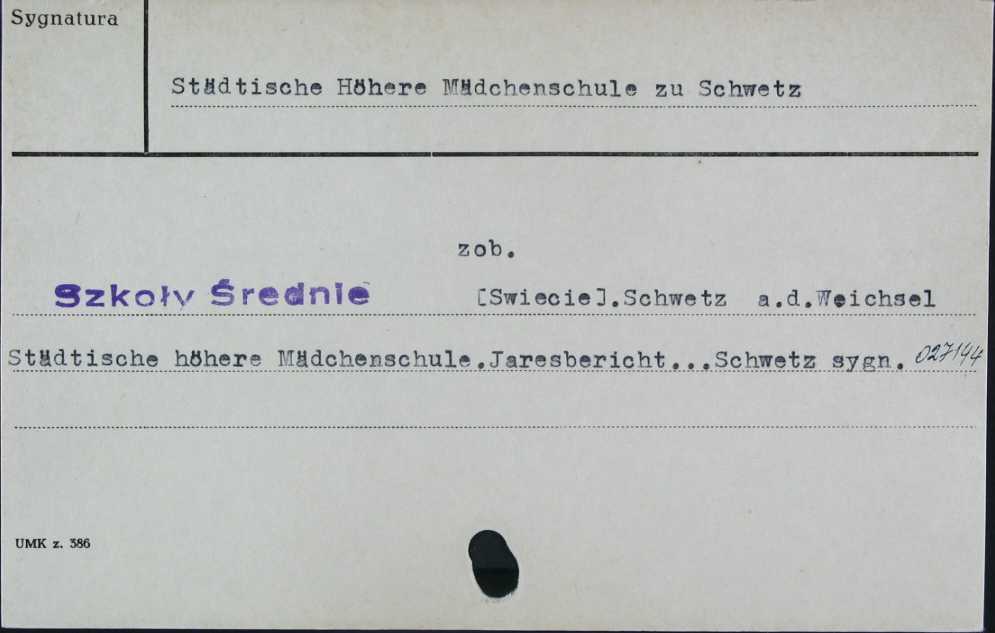 Sygnatura
Städtische Höhere Mädchenschule zu Schwetz
zob.
Szkoły Średnie [Swiecie].Schwetz a.d.Weichsel
Städtische höhere Mädchenschule.Jaresbericht...Schwetz sygn. 027194
UMK z. 386